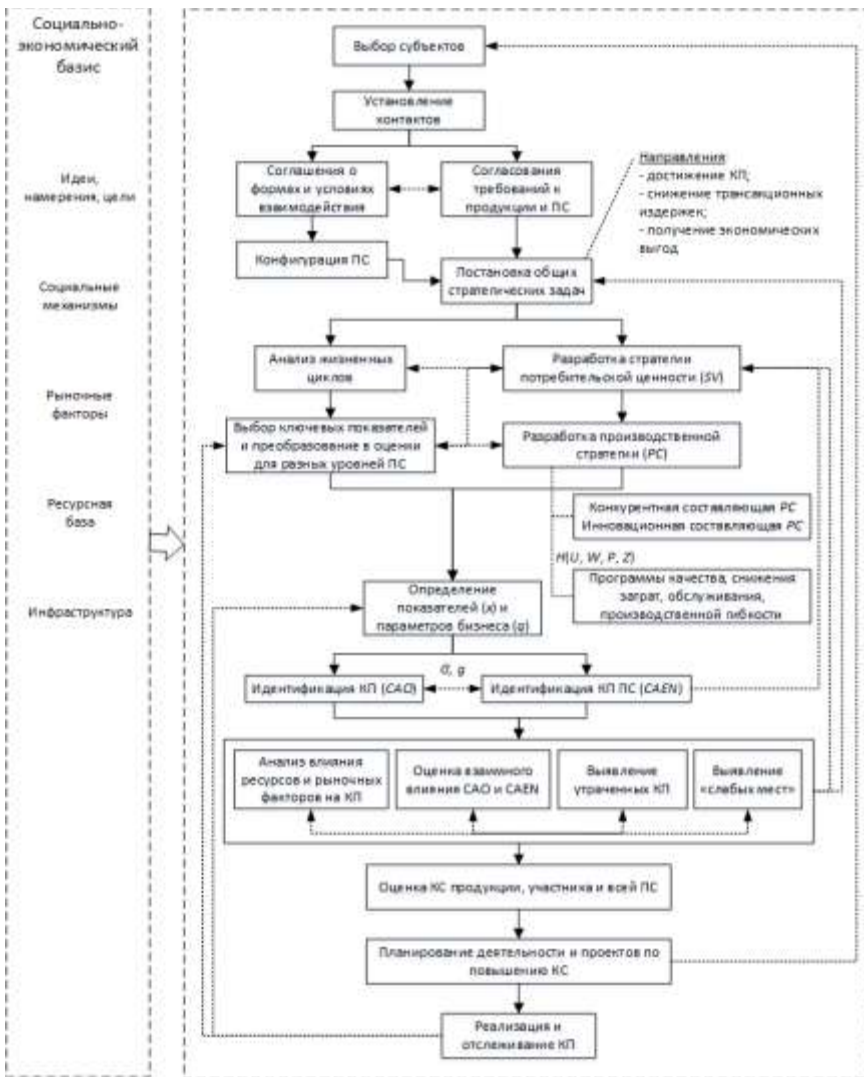 Социально-
экономический
базис
Идеи,
намерения, цели
Социальные
механизмы
Рыночные
факторы
Ресурсная
база
Инфраструктура
Выбор субъектов
Установление
контактов
Соглашения о
формах и условиях
взаимодействия
Согласования
требований к
продукции и ПС
Направления
- достижение КП;
- снижение трансакционных
издержек;
- получение экономических
выгод
Конфигурация ПС
Постановка общих
стратегических задач
Анализ жизненных
циклов
Разработка стратегии
потребительской ценности (SV)
Выбор ключевых показателей
и преобразование в оценки
для разных уровней ПС
Разработка производственной
стратегии (PC)
Конкурентная составляющая PC
Инновационная составляющая PC
H(U, W, P, Z)
Программы качества, снижения
затрат, обслуживания,
производственной гибкости
Определение
показателей (x) и
параметров бизнеса (q)
G, g
Идентификация КП (CAO)
Идентификация КП ПС (CAEN)
Анализ влияния
ресурсов и рыночных
факторов на КП
Оценка взаимного
влияния CAO и CAEN
Выявление
утраченных КП
Выявление
«слабых мест»
Оценка КС продукции, участника и всей ПС
Планирование деятельности и проектов по
повышению КС
Реализация и
отслеживание КП